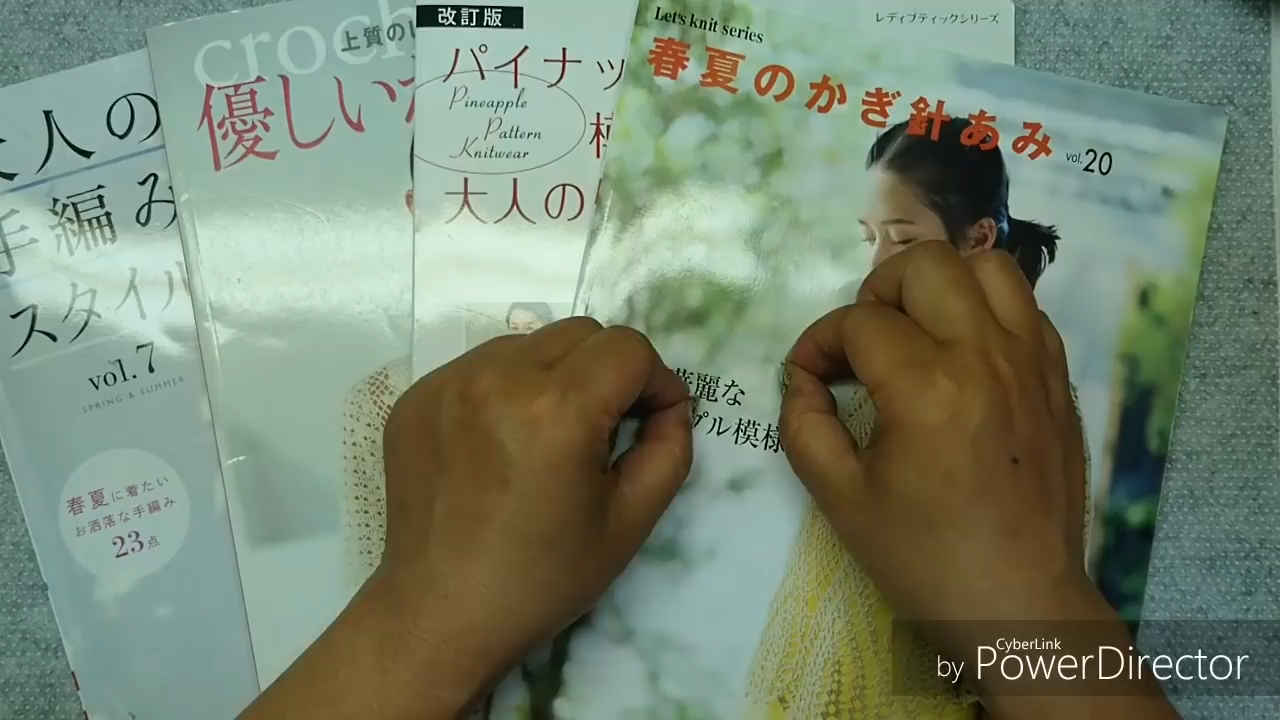 大人の
手編み
スタイル
vol.7
SPRING & SUMMER
春夏に着たい
お洒落な手編み
23点
croch
上質の
優しい
改訂版
パイナッ
Pineapple
Pattern
Knitwear
大人の
Let's knit series
レディブティックシリーズ
春夏のかぎ針あみ
vol.20
華麗な
プル模様
by CyberLink PowerDirector